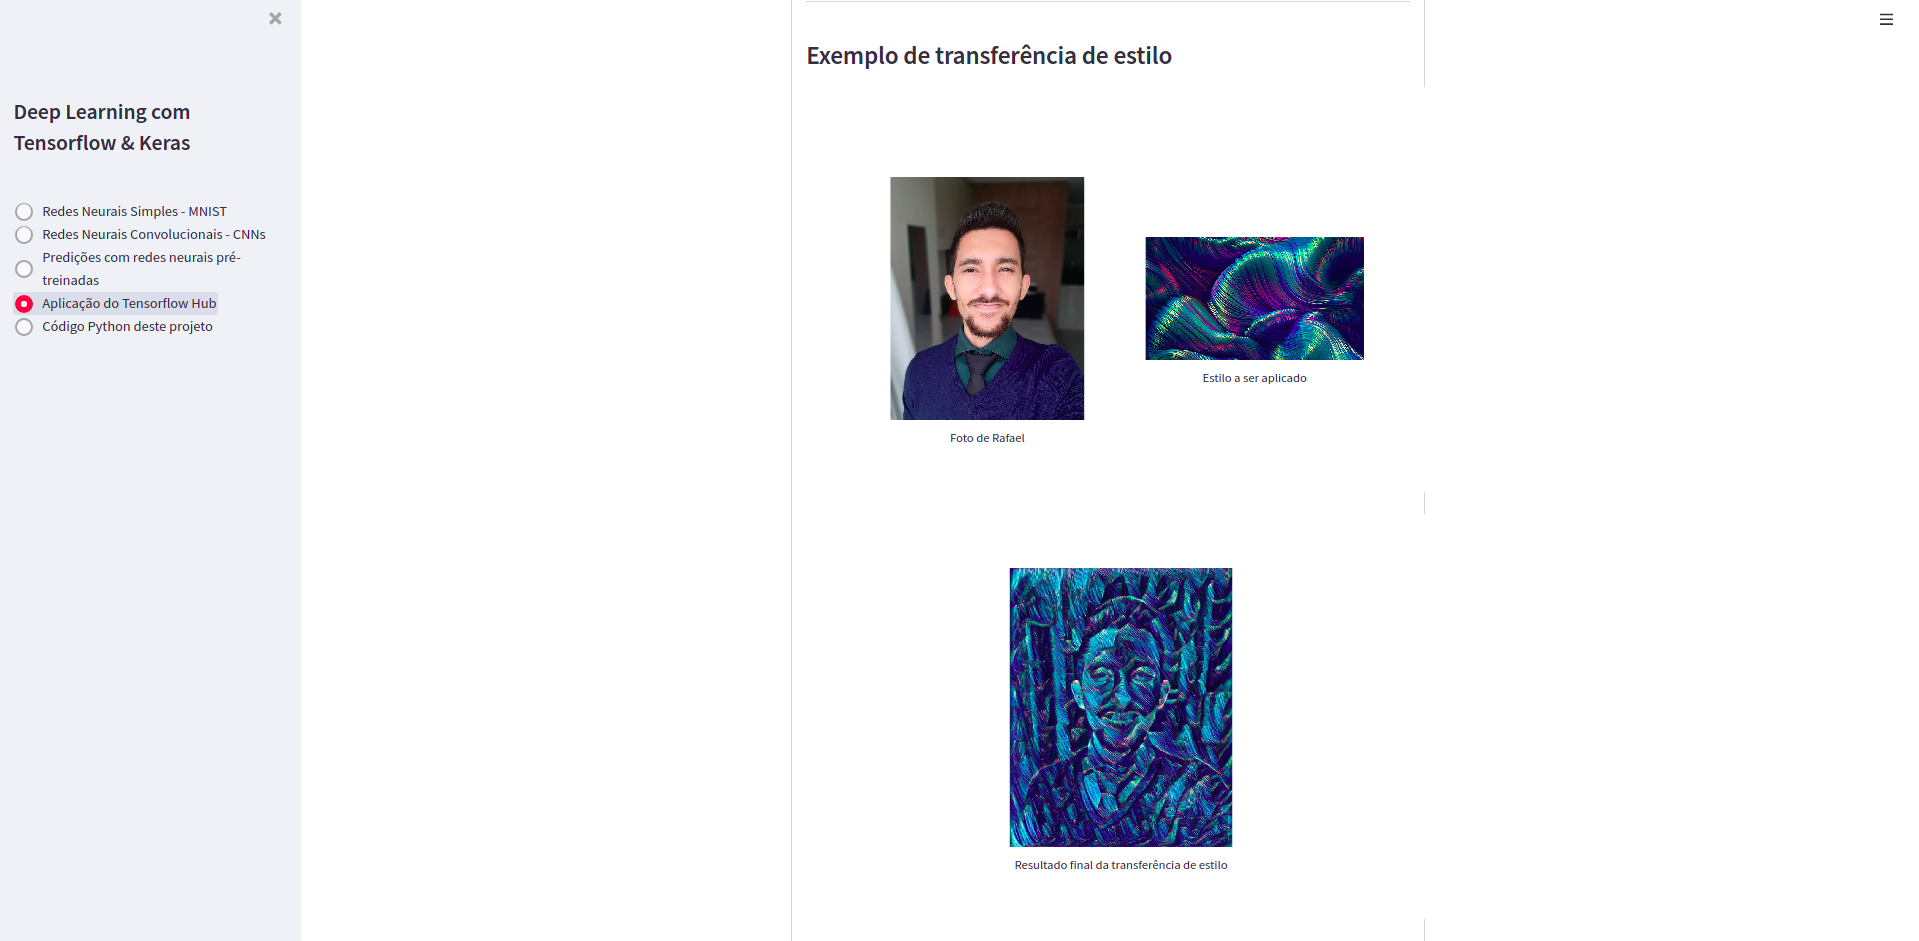 Deep Learning com
Tensorflow & Keras
Redes Neurais Simples - MNIST
Redes Neurais Convolucionais - CNNs
Predições com redes neurais pré-
treinadas
Aplicação do Tensorflow Hub
Código Python deste projeto
Exemplo de transferência de estilo
Foto de Rafael
Estilo a ser aplicado
Resultado final da transferência de estilo